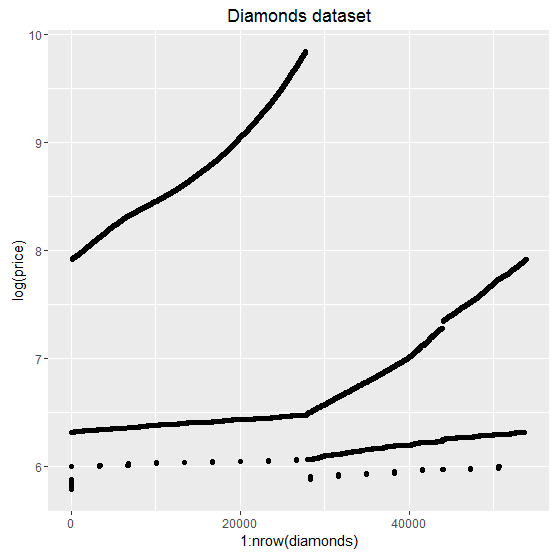 Diamonds dataset
10
9
8
7
6
log(price)
0
20000
40000
1:nrow(diamonds)